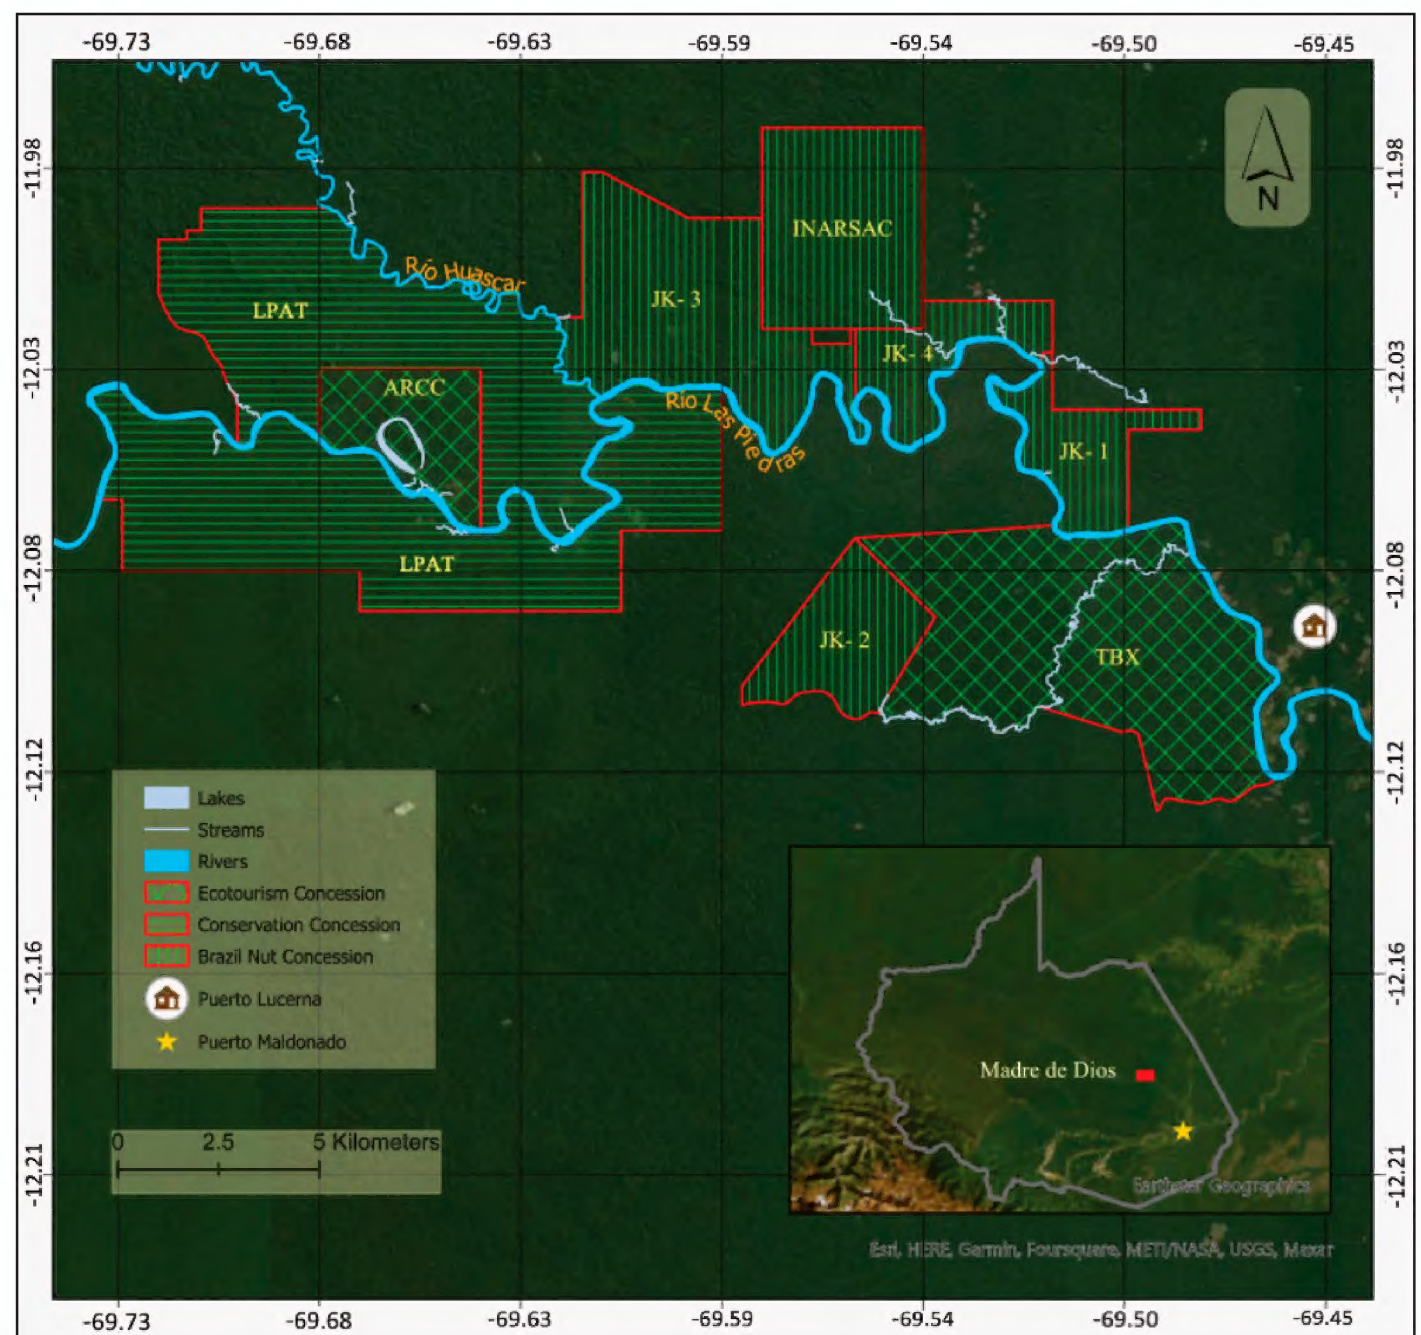 -69.73 -69.68 -69.63 -69.59 -69.54 -69.50 -69.45
-11.98 -11.98
N
INARSAC
Río Huascar
JK- 3
LPAT
JK- 4
-12.03 -12.03
ARCC
Río Las Piedras
JK- 1
LPAT
-12.08 -12.08
JK- 2
TBX
-12.12 -12.12
Lakes
Streams
Rivers
Ecotourism Concession
Conservation Concession
Brazil Nut Concession
-12.16 -12.16
Puerto Lucerna
Puerto Maldonado
Madre de Dios
0 2.5 5 Kilometers
-12.21 -12.21
Earthstar Geographics
Esri, HERE, Garmin, Foursquare, METI/NASA, USGS, Maxar
-69.73 -69.68 -69.63 -69.59 -69.54 -69.50 -69.45